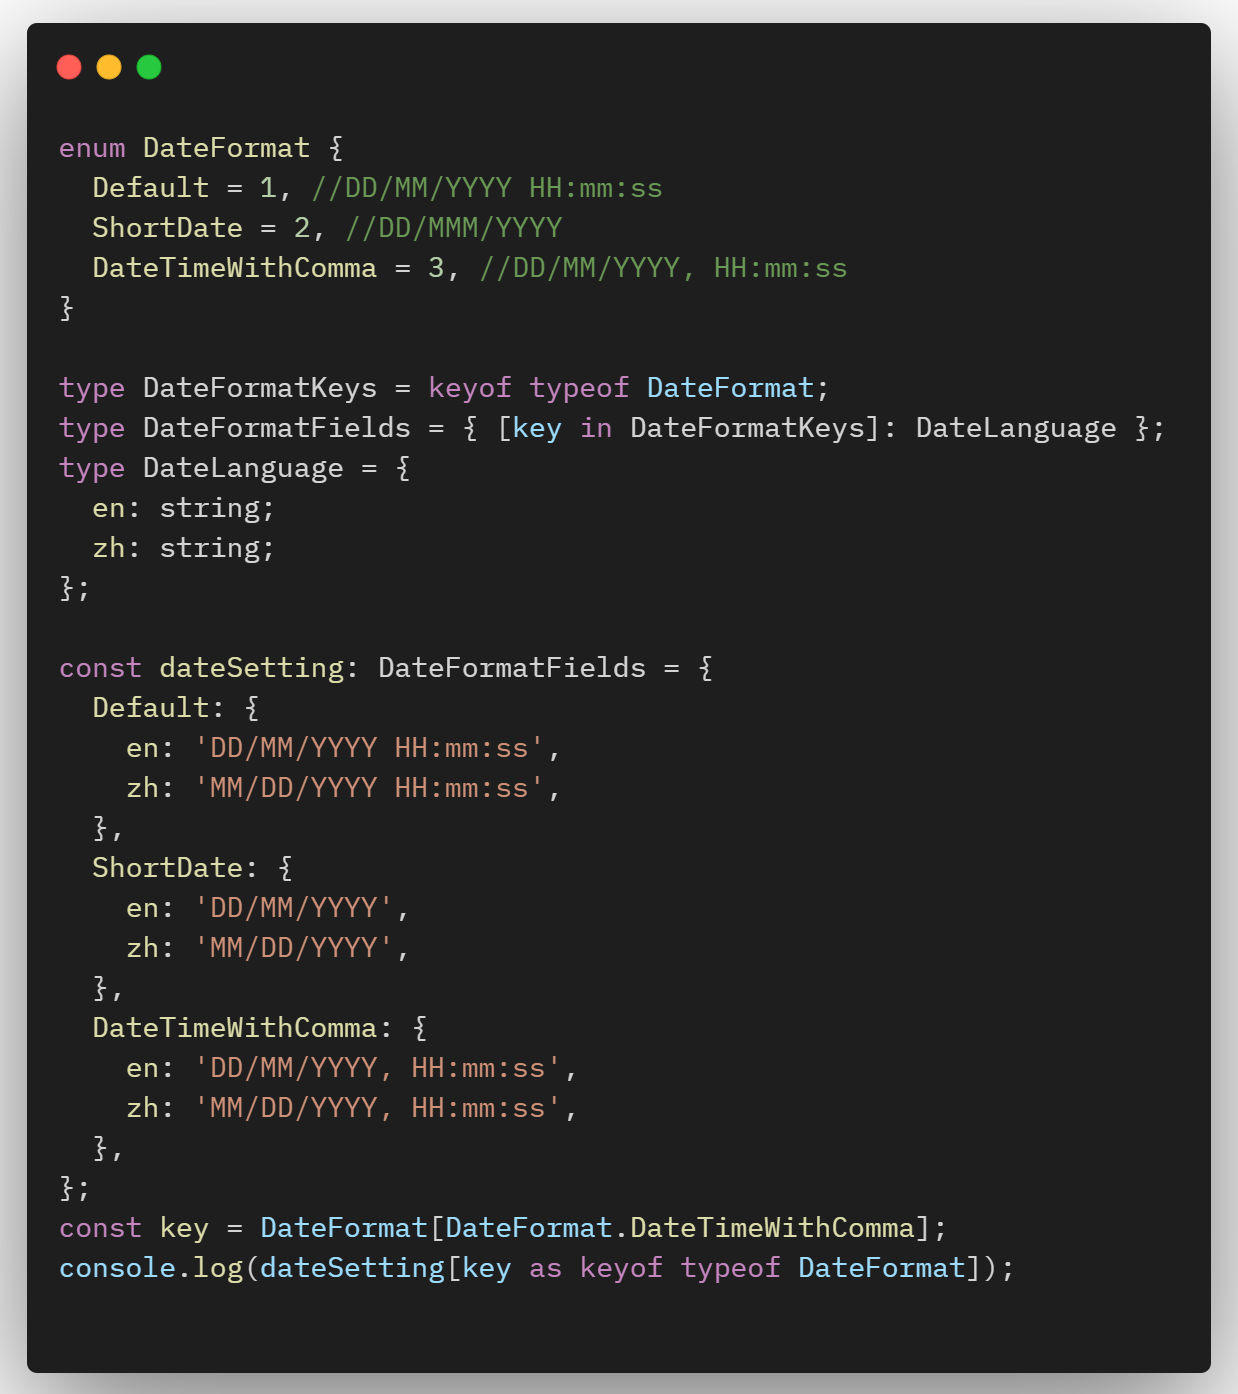 enum DateFormat {
  Default = 1, //DD/MM/YYYY HH:mm:ss
  ShortDate = 2, //DD/MMM/YYYY
  DateTimeWithComma = 3, //DD/MM/YYYY, HH:mm:ss
}

type DateFormatKeys = keyof typeof DateFormat;
type DateFormatFields = { [key in DateFormatKeys]: DateLanguage };
type DateLanguage = {
  en: string;
  zh: string;
};

const dateSetting: DateFormatFields = {
  Default: {
    en: 'DD/MM/YYYY HH:mm:ss',
    zh: 'MM/DD/YYYY HH:mm:ss',
  },
  ShortDate: {
    en: 'DD/MM/YYYY',
    zh: 'MM/DD/YYYY',
  },
  DateTimeWithComma: {
    en: 'DD/MM/YYYY, HH:mm:ss',
    zh: 'MM/DD/YYYY, HH:mm:ss',
  },
};
const key = DateFormat[DateFormat.DateTimeWithComma];
console.log(dateSetting[key as keyof typeof DateFormat]);